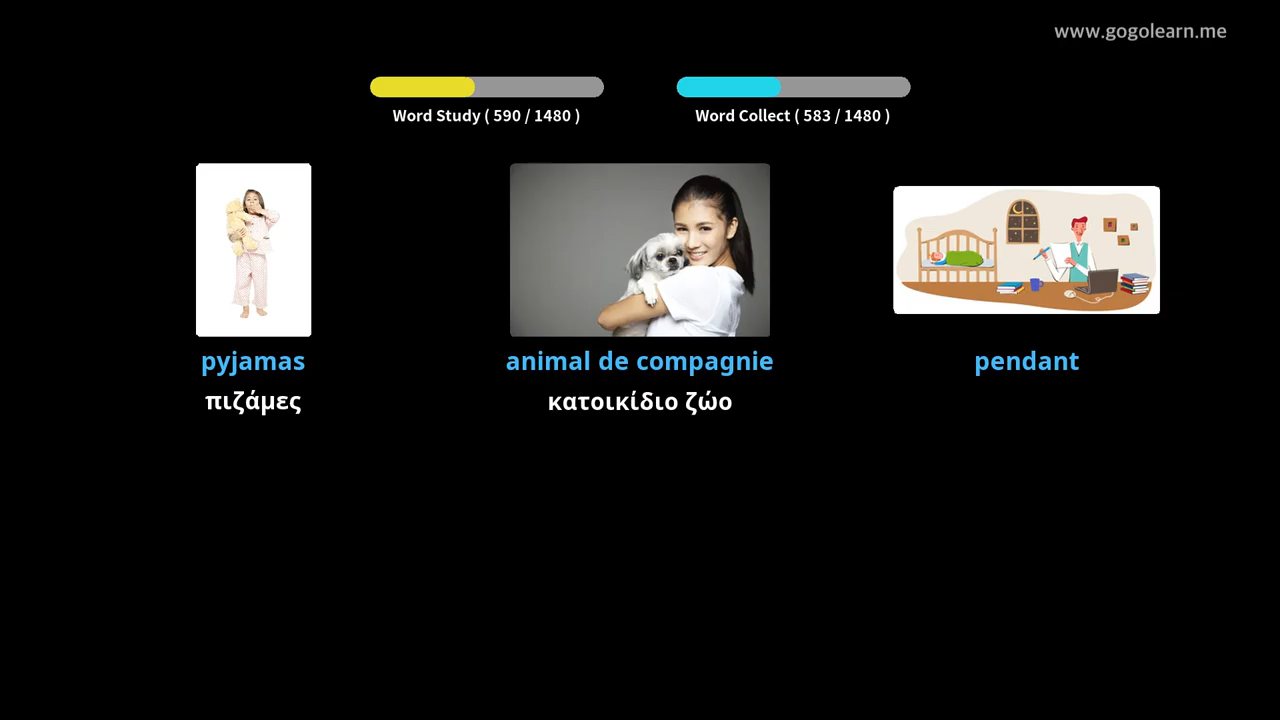 www.gogolearn.me
Word Study ( 590 / 1480 )
Word Collect ( 583 / 1480 )
pyjamas
πιζάμες
animal de compagnie
κατοικίδιο ζώο
pendant